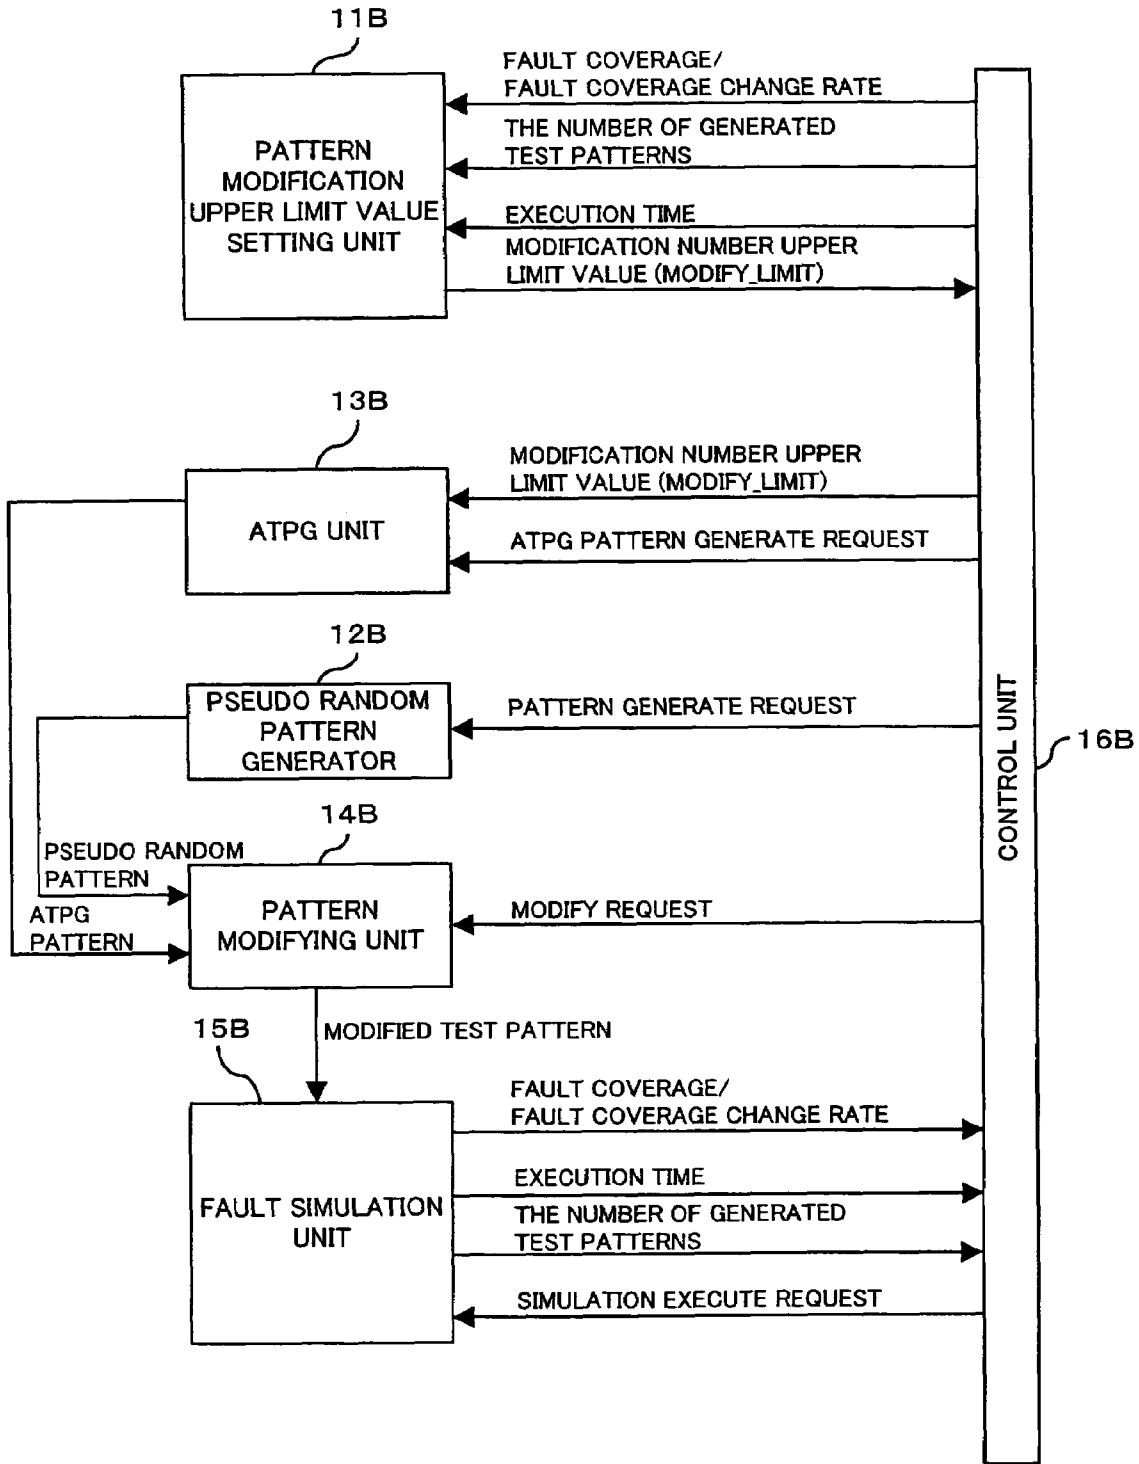 11B
FAULT COVERAGE/
FAULT COVERAGE CHANGE RATE
THE NUMBER OF GENERATED
TEST PATTERNS
PATTERN
MODIFICATION
UPPER LIMIT VALUE
SETTING UNIT
EXECUTION TIME
MODIFICATION NUMBER UPPER
LIMIT VALUE (MODIFY_LIMIT)
13B
MODIFICATION NUMBER UPPER
LIMIT VALUE (MODIFY_LIMIT)
ATPG UNIT
ATPG PATTERN GENERATE REQUEST
12B
PSEUDO RANDOM
PATTERN
GENERATOR
PATTERN GENERATE REQUEST
CONTROL UNIT
16B
14B
PSEUDO RANDOM
PATTERN
ATPG
PATTERN
PATTERN
MODIFYING UNIT
MODIFY REQUEST
15B
MODIFIED TEST PATTERN
FAULT COVERAGE/
FAULT COVERAGE CHANGE RATE
FAULT SIMULATION
UNIT
EXECUTION TIME
THE NUMBER OF GENERATED
TEST PATTERNS
SIMULATION EXECUTE REQUEST